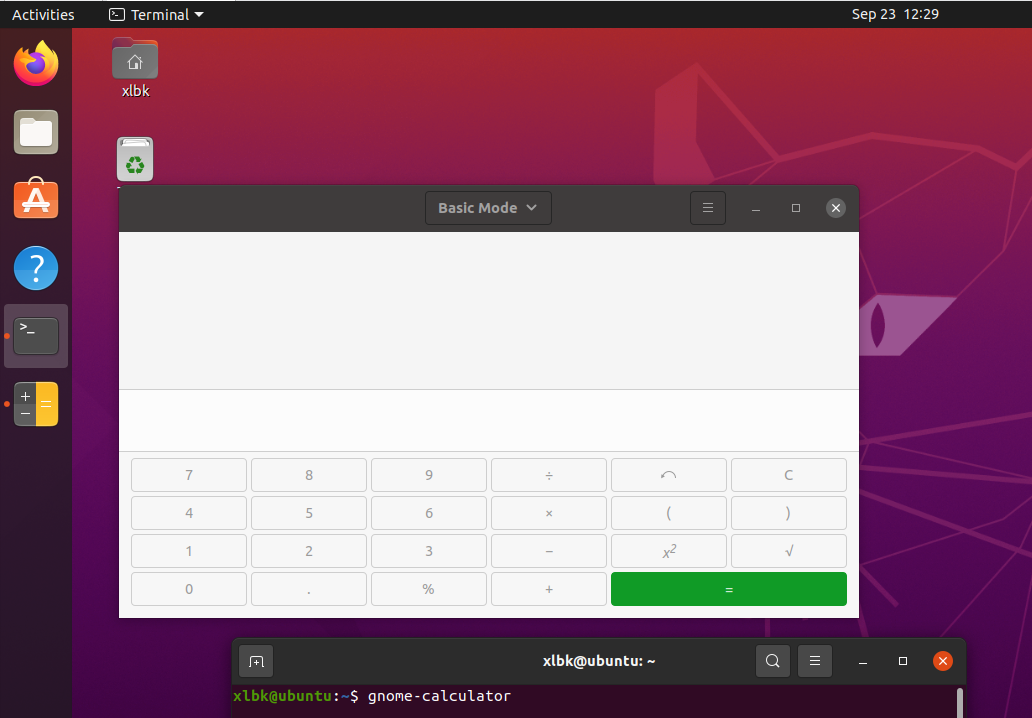 Activities Terminal Sep 23 12:29
xlbk
Basic Mode
7 8 9 ÷ C
4 5 6 × ( )
1 2 3 − x² √
0 . % + =
xlbk@ubuntu: ~
xlbk@ubuntu:~$ gnome-calculator